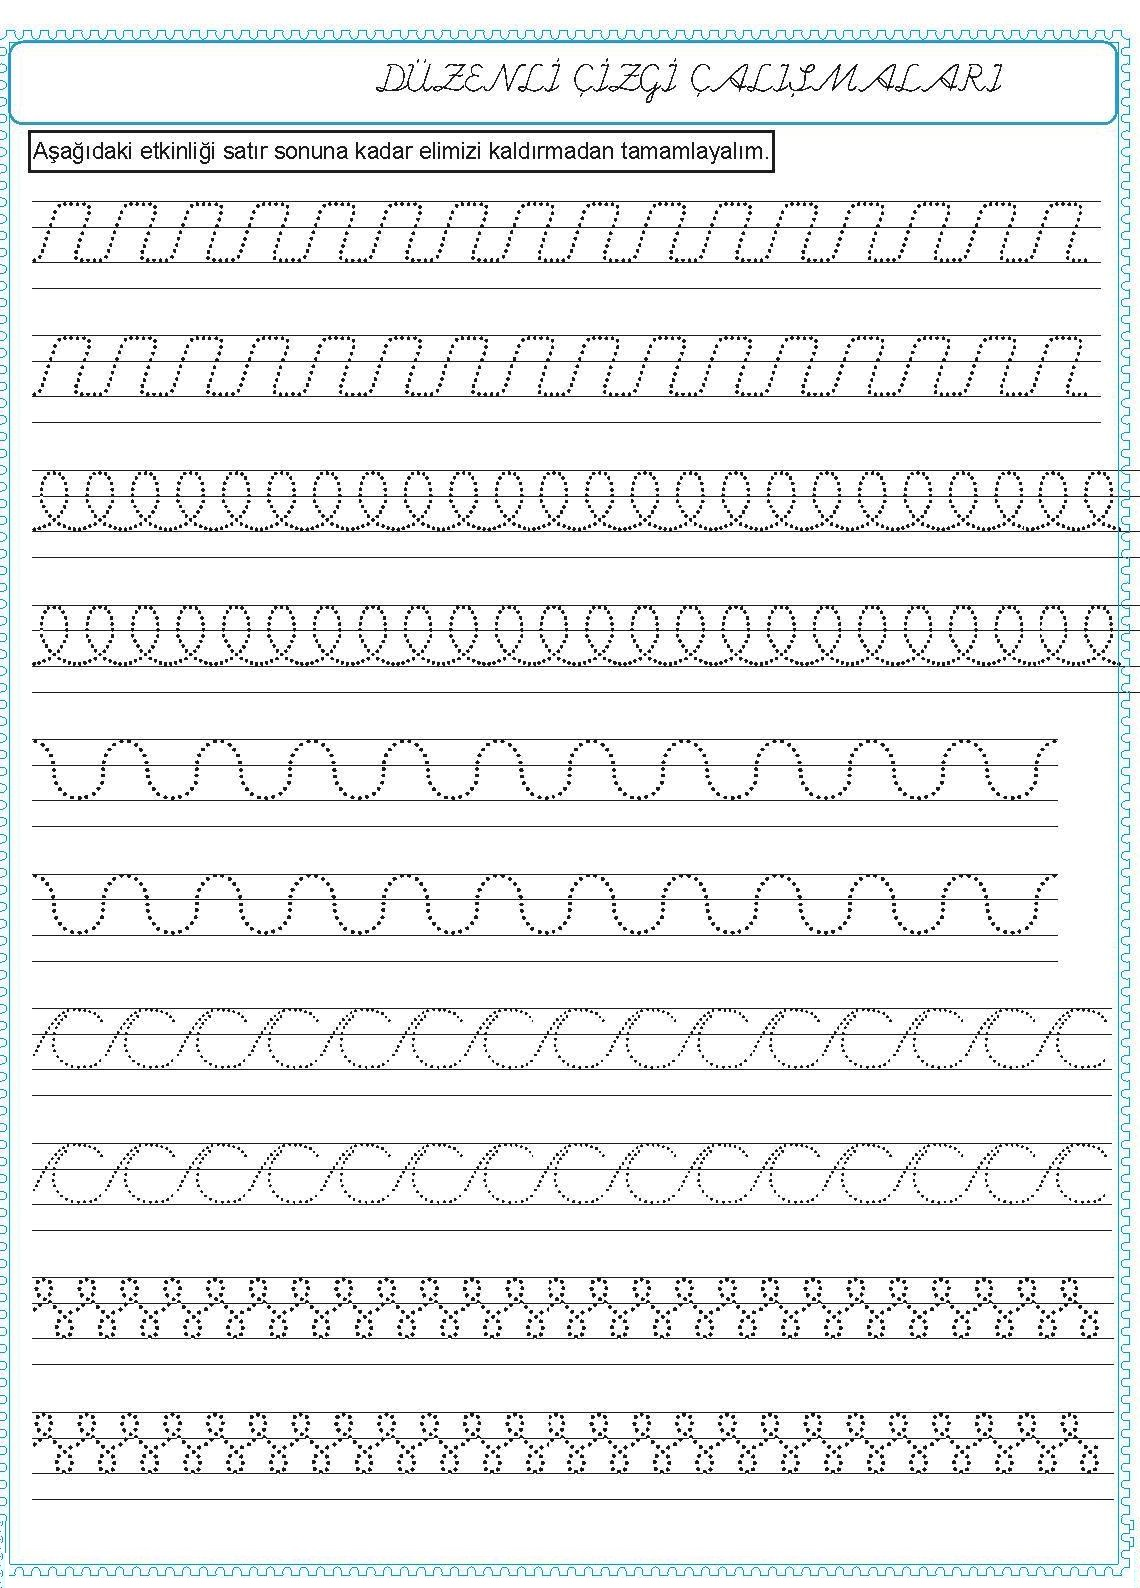 DÜZENLİ ÇİZGİ ÇALIŞMALARI
Aşağıdaki etkinliği satır sonuna kadar elimizi kaldırmadan tamamlayalım.